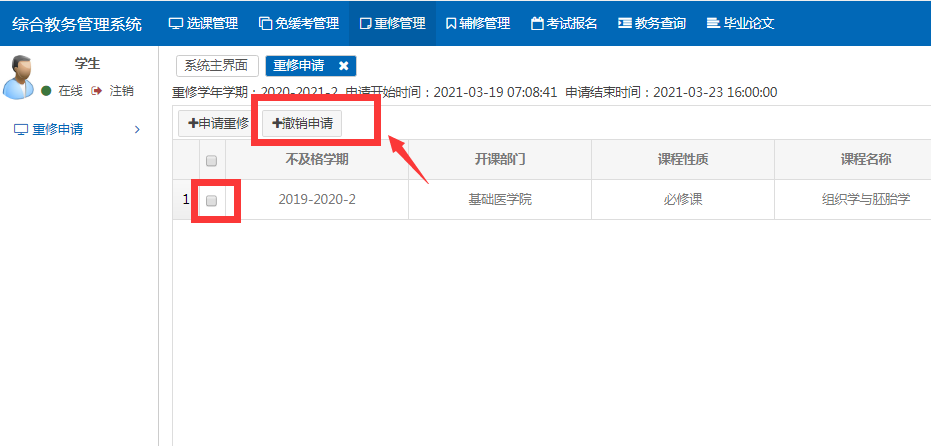 综合教务管理系统 选课管理 免缓考管理 重修管理 辅修管理 考试报名 教务查询 毕业论文
学生
在线 注销
重修申请
系统主界面 重修申请
重修学年学期：2020-2021-2 申请开始时间：2021-03-19 07:08:41 申请结束时间：2021-03-23 16:00:00
申请重修 撤销申请
不及格学期 开课部门 课程性质 课程名称
1 2019-2020-2 基础医学院 必修课 组织学与胚胎学